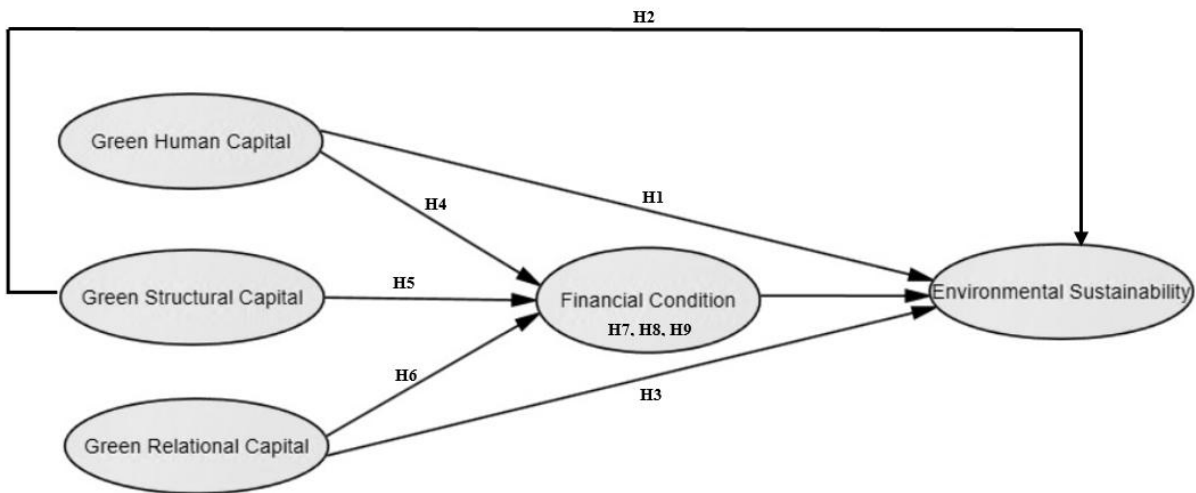 H2
Green Human Capital
H1
H4
Green Structural Capital
H5
Financial Condition
H7, H8, H9
Environmental Sustainability
H6
H3
Green Relational Capital